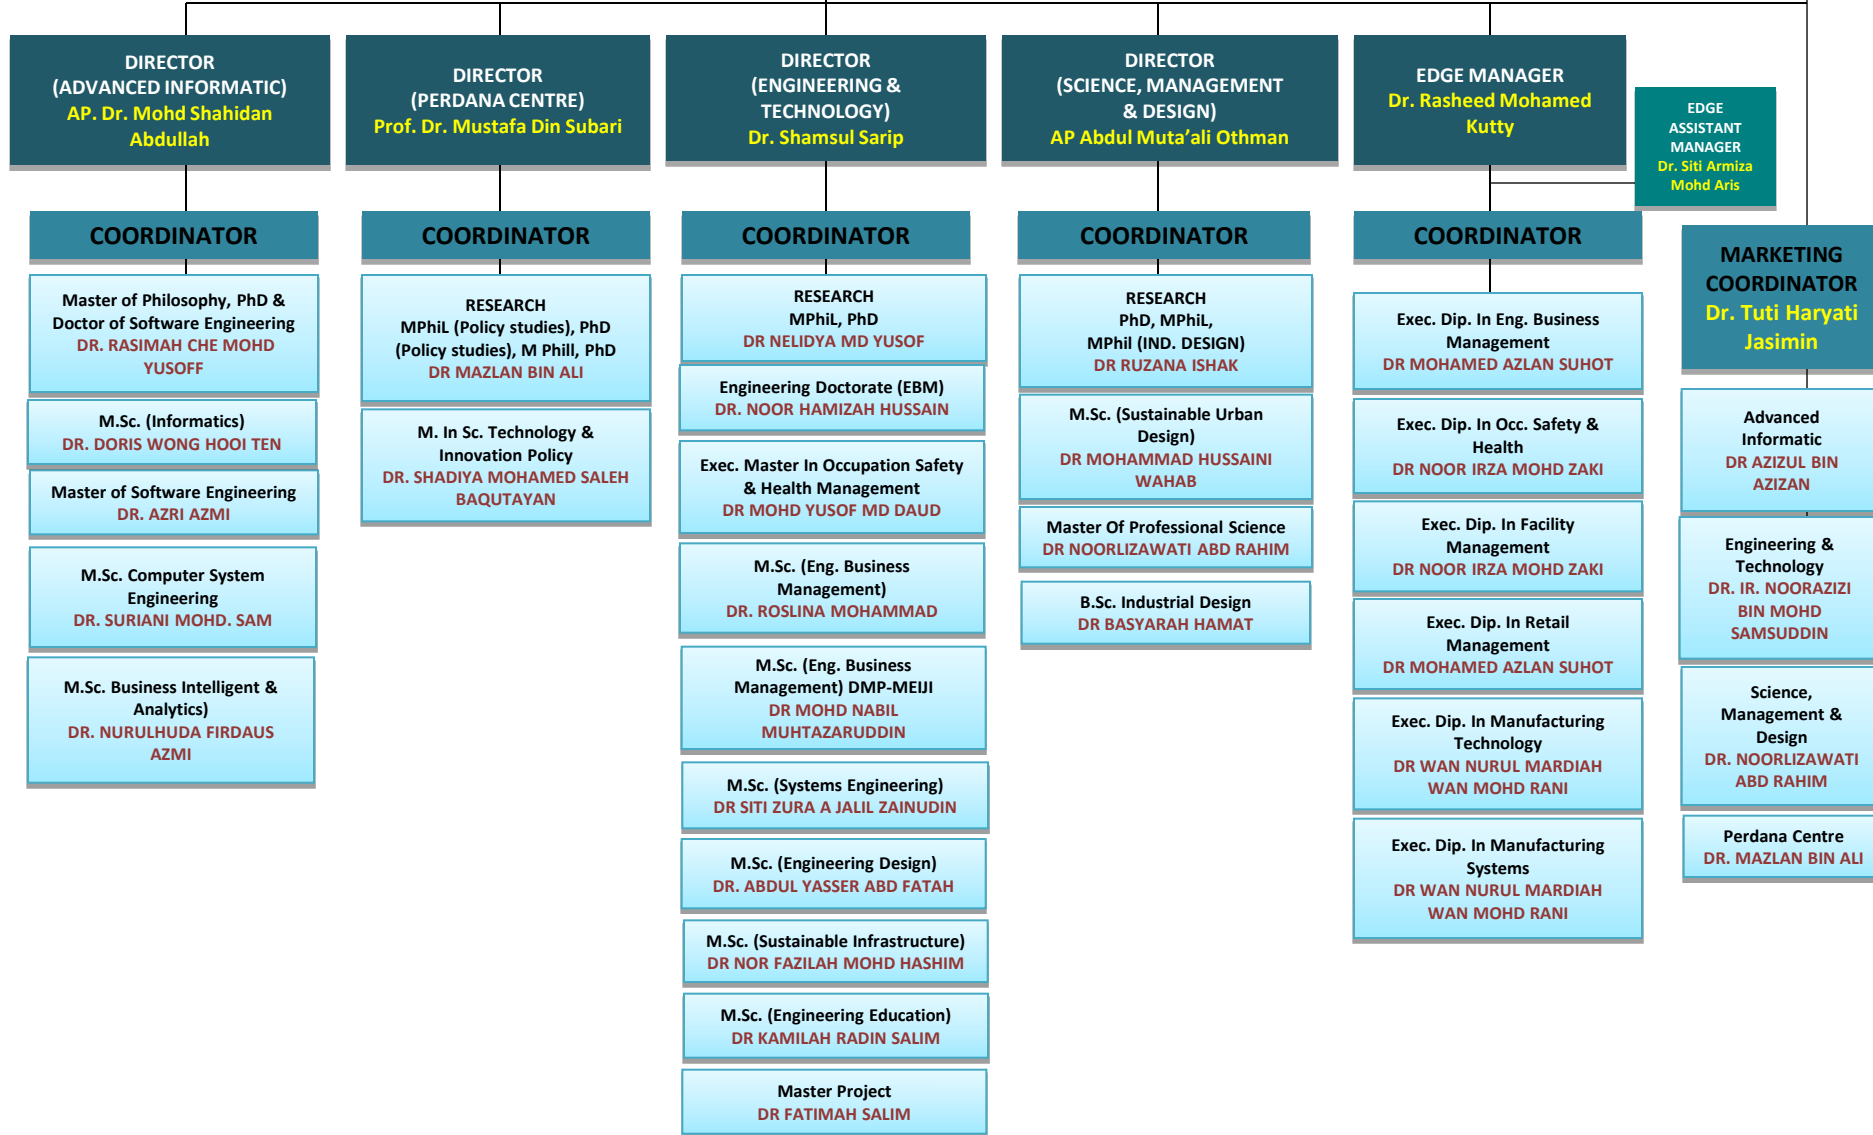 DIRECTOR
(ADVANCED INFORMATIC)
AP. Dr. Mohd Shahidan
Abdullah
DIRECTOR
(PERDANA CENTRE)
Prof. Dr. Mustafa Din Subari
DIRECTOR
(ENGINEERING &
TECHNOLOGY)
Dr. Shamsul Sarip
DIRECTOR
(SCIENCE, MANAGEMENT
& DESIGN)
AP Abdul Muta’ali Othman
EDGE MANAGER
Dr. Rasheed Mohamed
Kutty
EDGE
ASSISTANT
MANAGER
Dr. Siti Armiza
Mohd Aris
COORDINATOR
Master of Philosophy, PhD &
Doctor of Software Engineering
DR. RASIMAH CHE MOHD
YUSOFF
M.Sc. (Informatics)
DR. DORIS WONG HOOI TEN
Master of Software Engineering
DR. AZRI AZMI
M.Sc. Computer System
Engineering
DR. SURIANI MOHD. SAM
M.Sc. Business Intelligent &
Analytics)
DR. NURULHUDA FIRDAUS
AZMI
COORDINATOR
RESEARCH
MPhiL (Policy studies), PhD
(Policy studies), M Phill, PhD
DR MAZLAN BIN ALI
M. In Sc. Technology &
Innovation Policy
DR. SHADIYA MOHAMED SALEH
BAQUTAYAN
COORDINATOR
RESEARCH
MPhiL, PhD
DR NELIDYA MD YUSOF
Engineering Doctorate (EBM)
DR. NOOR HAMIZAH HUSSAIN
Exec. Master In Occupation Safety
& Health Management
DR MOHD YUSOF MD DAUD
M.Sc. (Eng. Business
Management)
DR. ROSLINA MOHAMMAD
M.Sc. (Eng. Business
Management) DMP-MEIJI
DR MOHD NABIL
MUHTAZARUDDIN
M.Sc. (Systems Engineering)
DR SITI ZURA A JALIL ZAINUDIN
M.Sc. (Engineering Design)
DR. ABDUL YASSER ABD FATAH
M.Sc. (Sustainable Infrastructure)
DR NOR FAZILAH MOHD HASHIM
M.Sc. (Engineering Education)
DR KAMILAH RADIN SALIM
Master Project
DR FATIMAH SALIM
COORDINATOR
RESEARCH
PhD, MPhiL,
MPhil (IND. DESIGN)
DR RUZANA ISHAK
M.Sc. (Sustainable Urban
Design)
DR MOHAMMAD HUSSAINI
WAHAB
Master Of Professional Science
DR NOORLIZAWATI ABD RAHIM
B.Sc. Industrial Design
DR BASYARAH HAMAT
COORDINATOR
Exec. Dip. In Eng. Business
Management
DR MOHAMED AZLAN SUHOT
Exec. Dip. In Occ. Safety &
Health
DR NOOR IRZA MOHD ZAKI
Exec. Dip. In Facility
Management
DR NOOR IRZA MOHD ZAKI
Exec. Dip. In Retail
Management
DR MOHAMED AZLAN SUHOT
Exec. Dip. In Manufacturing
Technology
DR WAN NURUL MARDIAH
WAN MOHD RANI
Exec. Dip. In Manufacturing
Systems
DR WAN NURUL MARDIAH
WAN MOHD RANI
MARKETING
COORDINATOR
Dr. Tuti Haryati
Jasimin
Advanced
Informatic
DR AZIZUL BIN
AZIZAN
Engineering &
Technology
DR. IR. NOORAZIZI
BIN MOHD
SAMSUDDIN
Science,
Management &
Design
DR. NOORLIZAWATI
ABD RAHIM
Perdana Centre
DR. MAZLAN BIN ALI